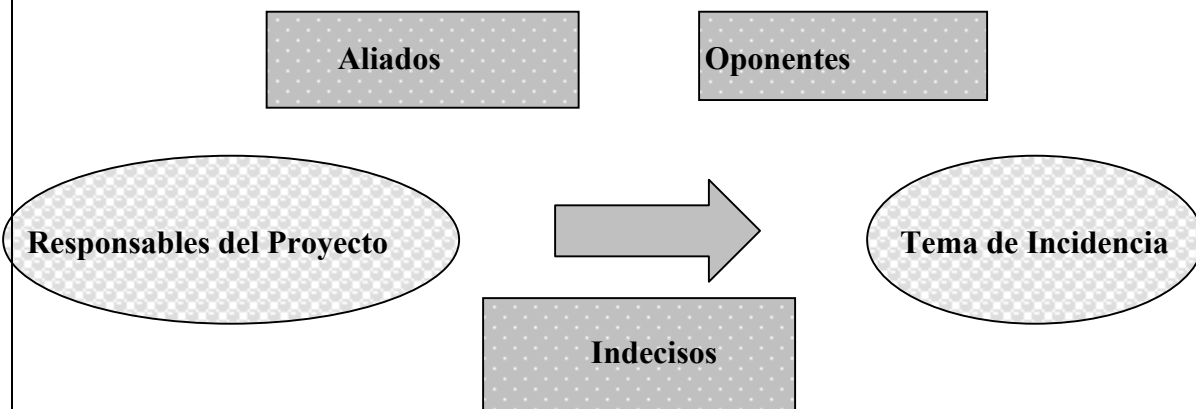 Aliados
Oponentes
Responsables del Proyecto
Tema de Incidencia
Indecisos